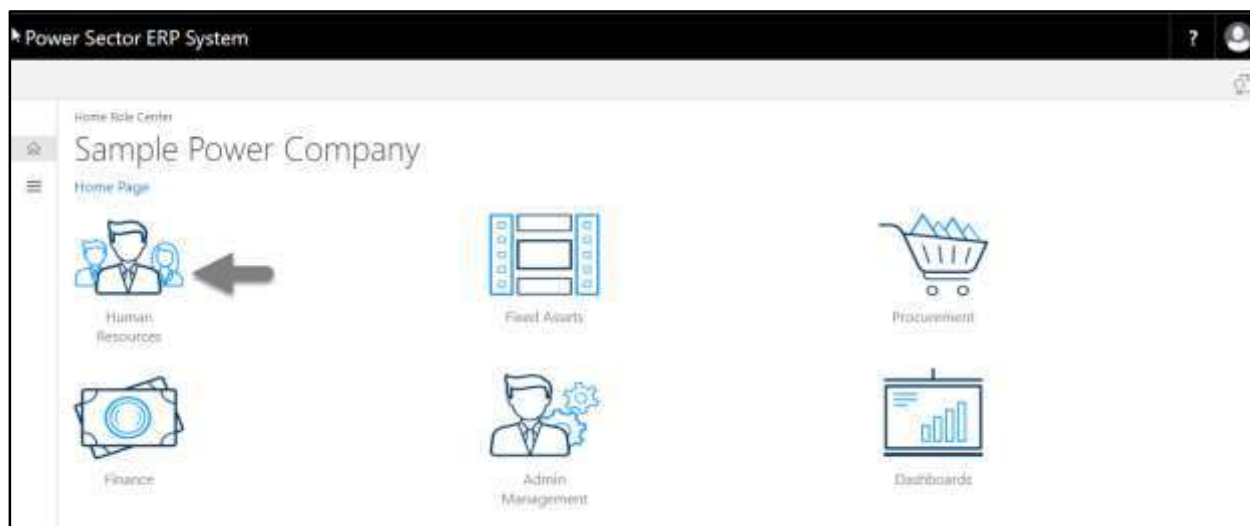 Power Sector ERP System
?
Home Role Center
Sample Power Company
Home Page
Human
Resources
Fixed Assets
Procurement
Finance
Admin
Management
Dashboards